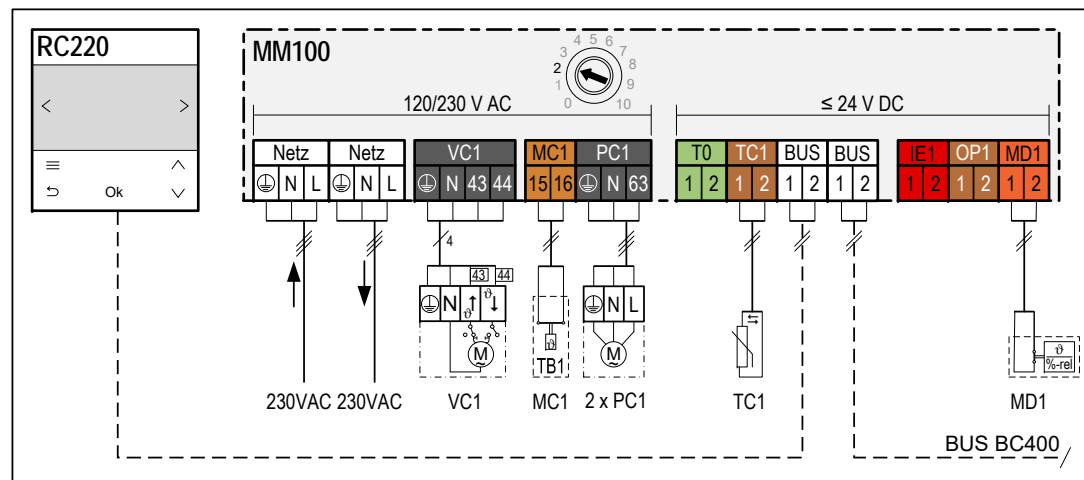 RC220
MM100
< >
Ok
0 1 2 3 4 5 6 7 8 9 10
120/230 V AC ≤ 24 V DC
Netz Netz VC1 MC1 PC1 T0 TC1 BUS BUS IE1 OP1 MD1
N L N L N 43 44 15 16 N 63 1 2 1 2 1 2 1 2 1 2 1 2 1 2
4
43 44
N ϑ↑ ϑ↓ N L
M ~ ϑ M ~ ϑ %-rel
TB1
230VAC 230VAC VC1 MC1 2 x PC1 TC1 MD1
BUS BC400